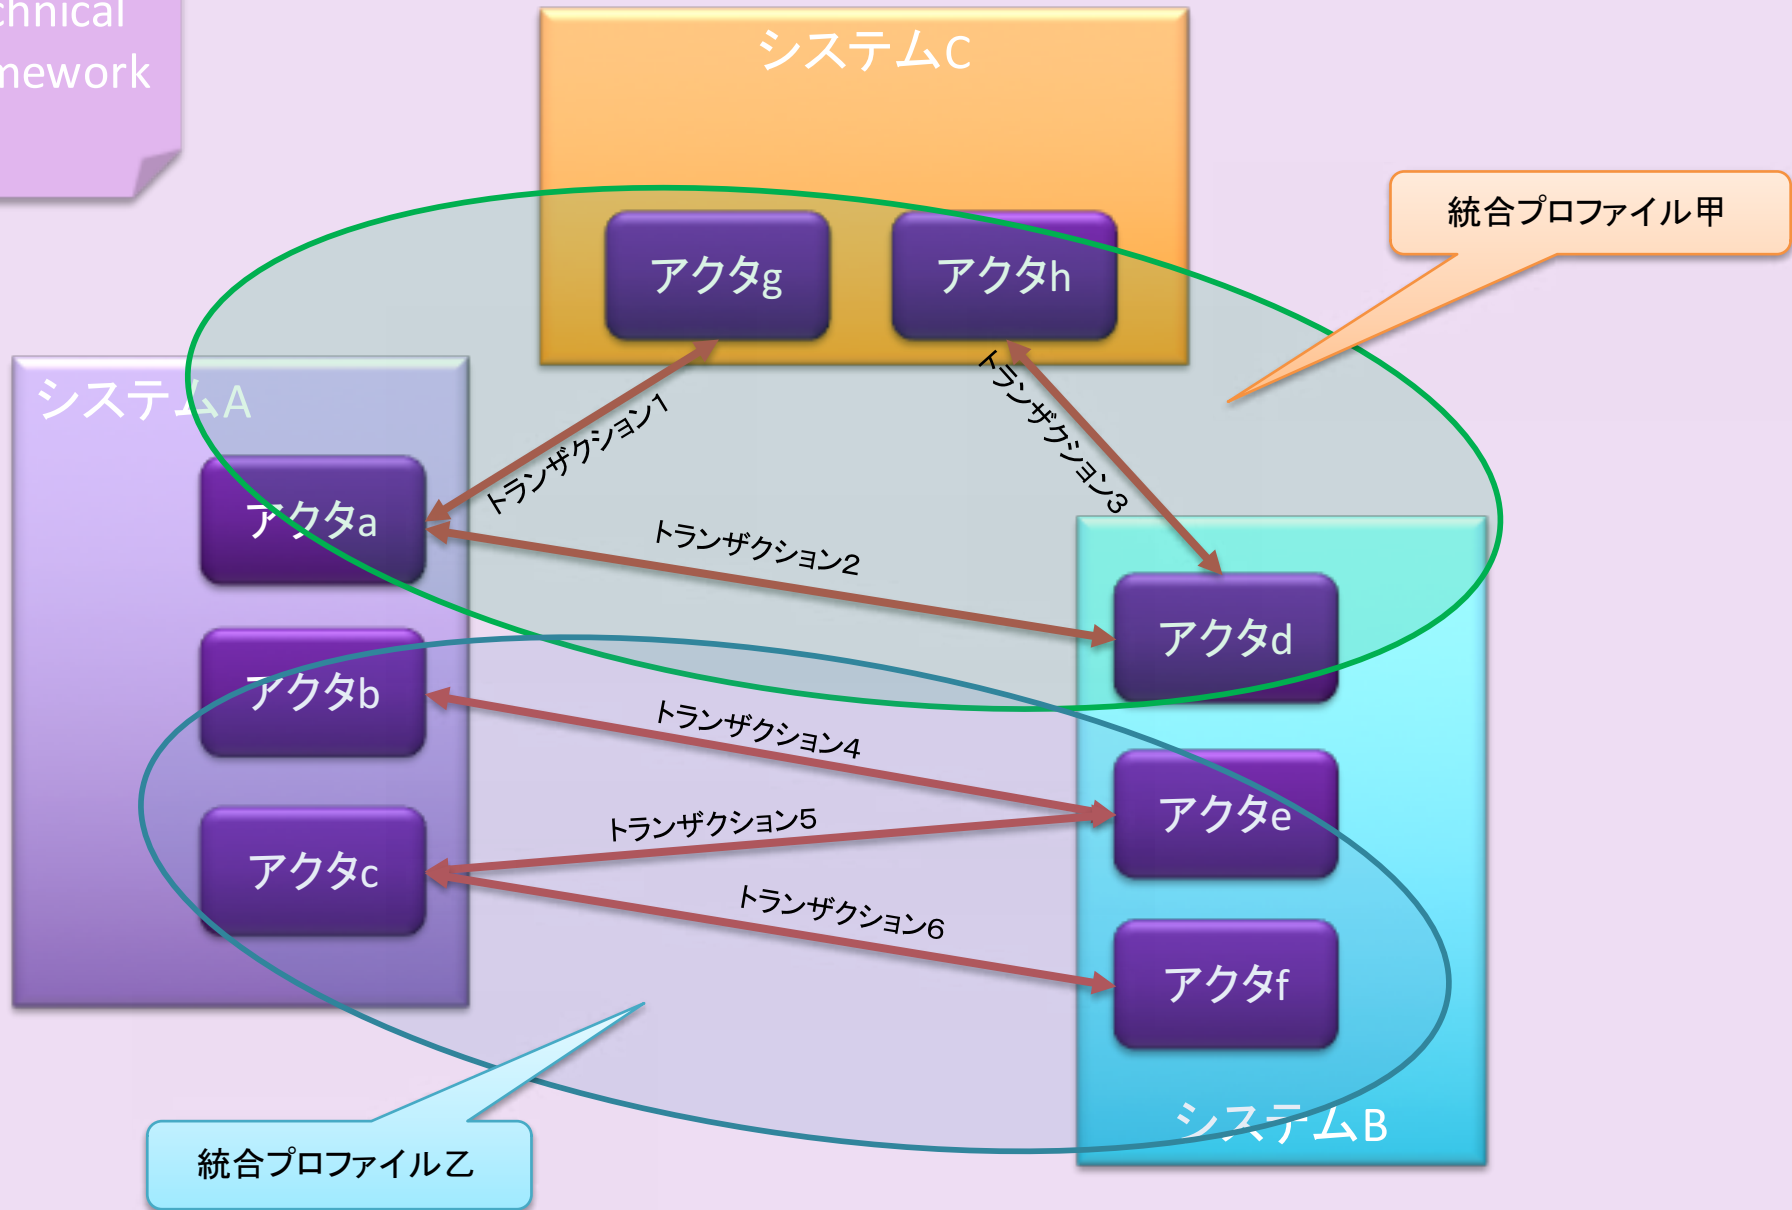 chnical
mework
システムC
統合プロファイル甲
アクタg
アクタh
システムA
トランザクション1
トランザクション3
アクタa
トランザクション2
アクタd
アクタb
トランザクション4
アクタe
トランザクション5
アクタc
トランザクション6
アクタf
システムB
統合プロファイル乙